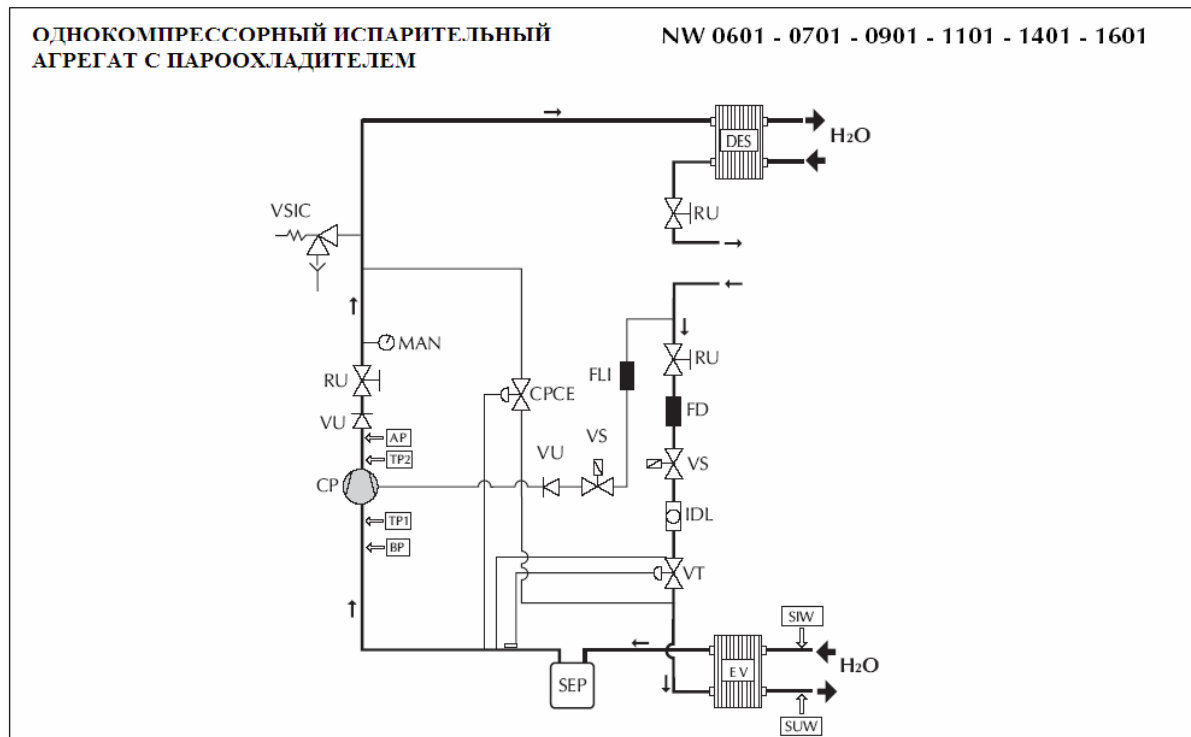 ОДНОКОМПРЕССОРНЫЙ ИСПАРИТЕЛЬНЫЙ
АГРЕГАТ С ПАРООХЛАДИТЕЛЕМ
NW 0601 - 0701 - 0901 - 1101 - 1401 - 1601
DES
H2O
VSIC
RU
MAN
RU
FLI
RU
CPCE
FD
VU
VS
AP
VU
VS
TP2
CP
IDL
TP1
BP
VT
SIW
H2O
SEP
EV
SUW